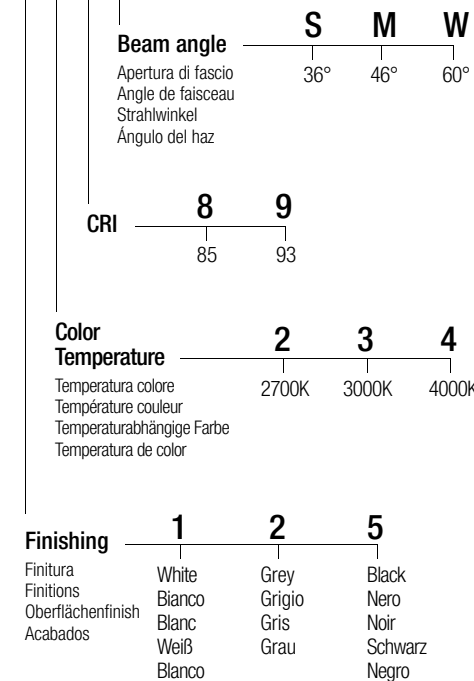 S M W
Beam angle
36° 46° 60°
Apertura di fascio
Angle de faisceau
Strahlwinkel
Ángulo del haz
8 9
CRI
85 93
Color
Temperature
2 3 4
2700K 3000K 4000K
Temperatura colore
Température couleur
Temperaturabhängige Farbe
Temperatura de color
1 2 5
Finishing
Finitura
Finitions
Oberflächenfinish
Acabados
White
Bianco
Blanc
Weiß
Blanco
Grey
Grigio
Gris
Grau
Black
Nero
Noir
Schwarz
Negro